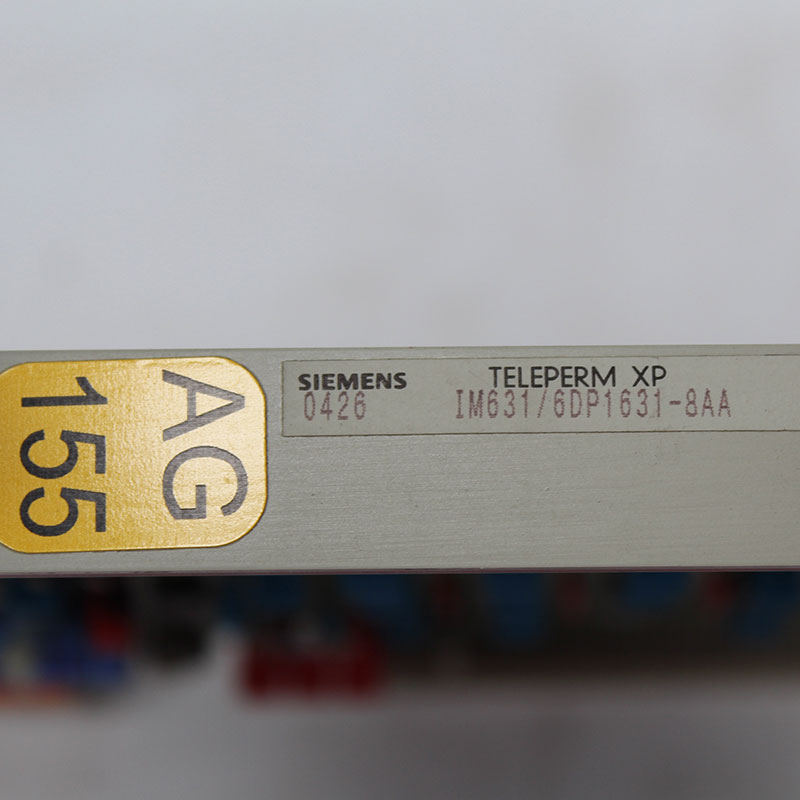 AG
155
SIEMENS TELEPERM XP
0426 IM631/6DP1631-8AA